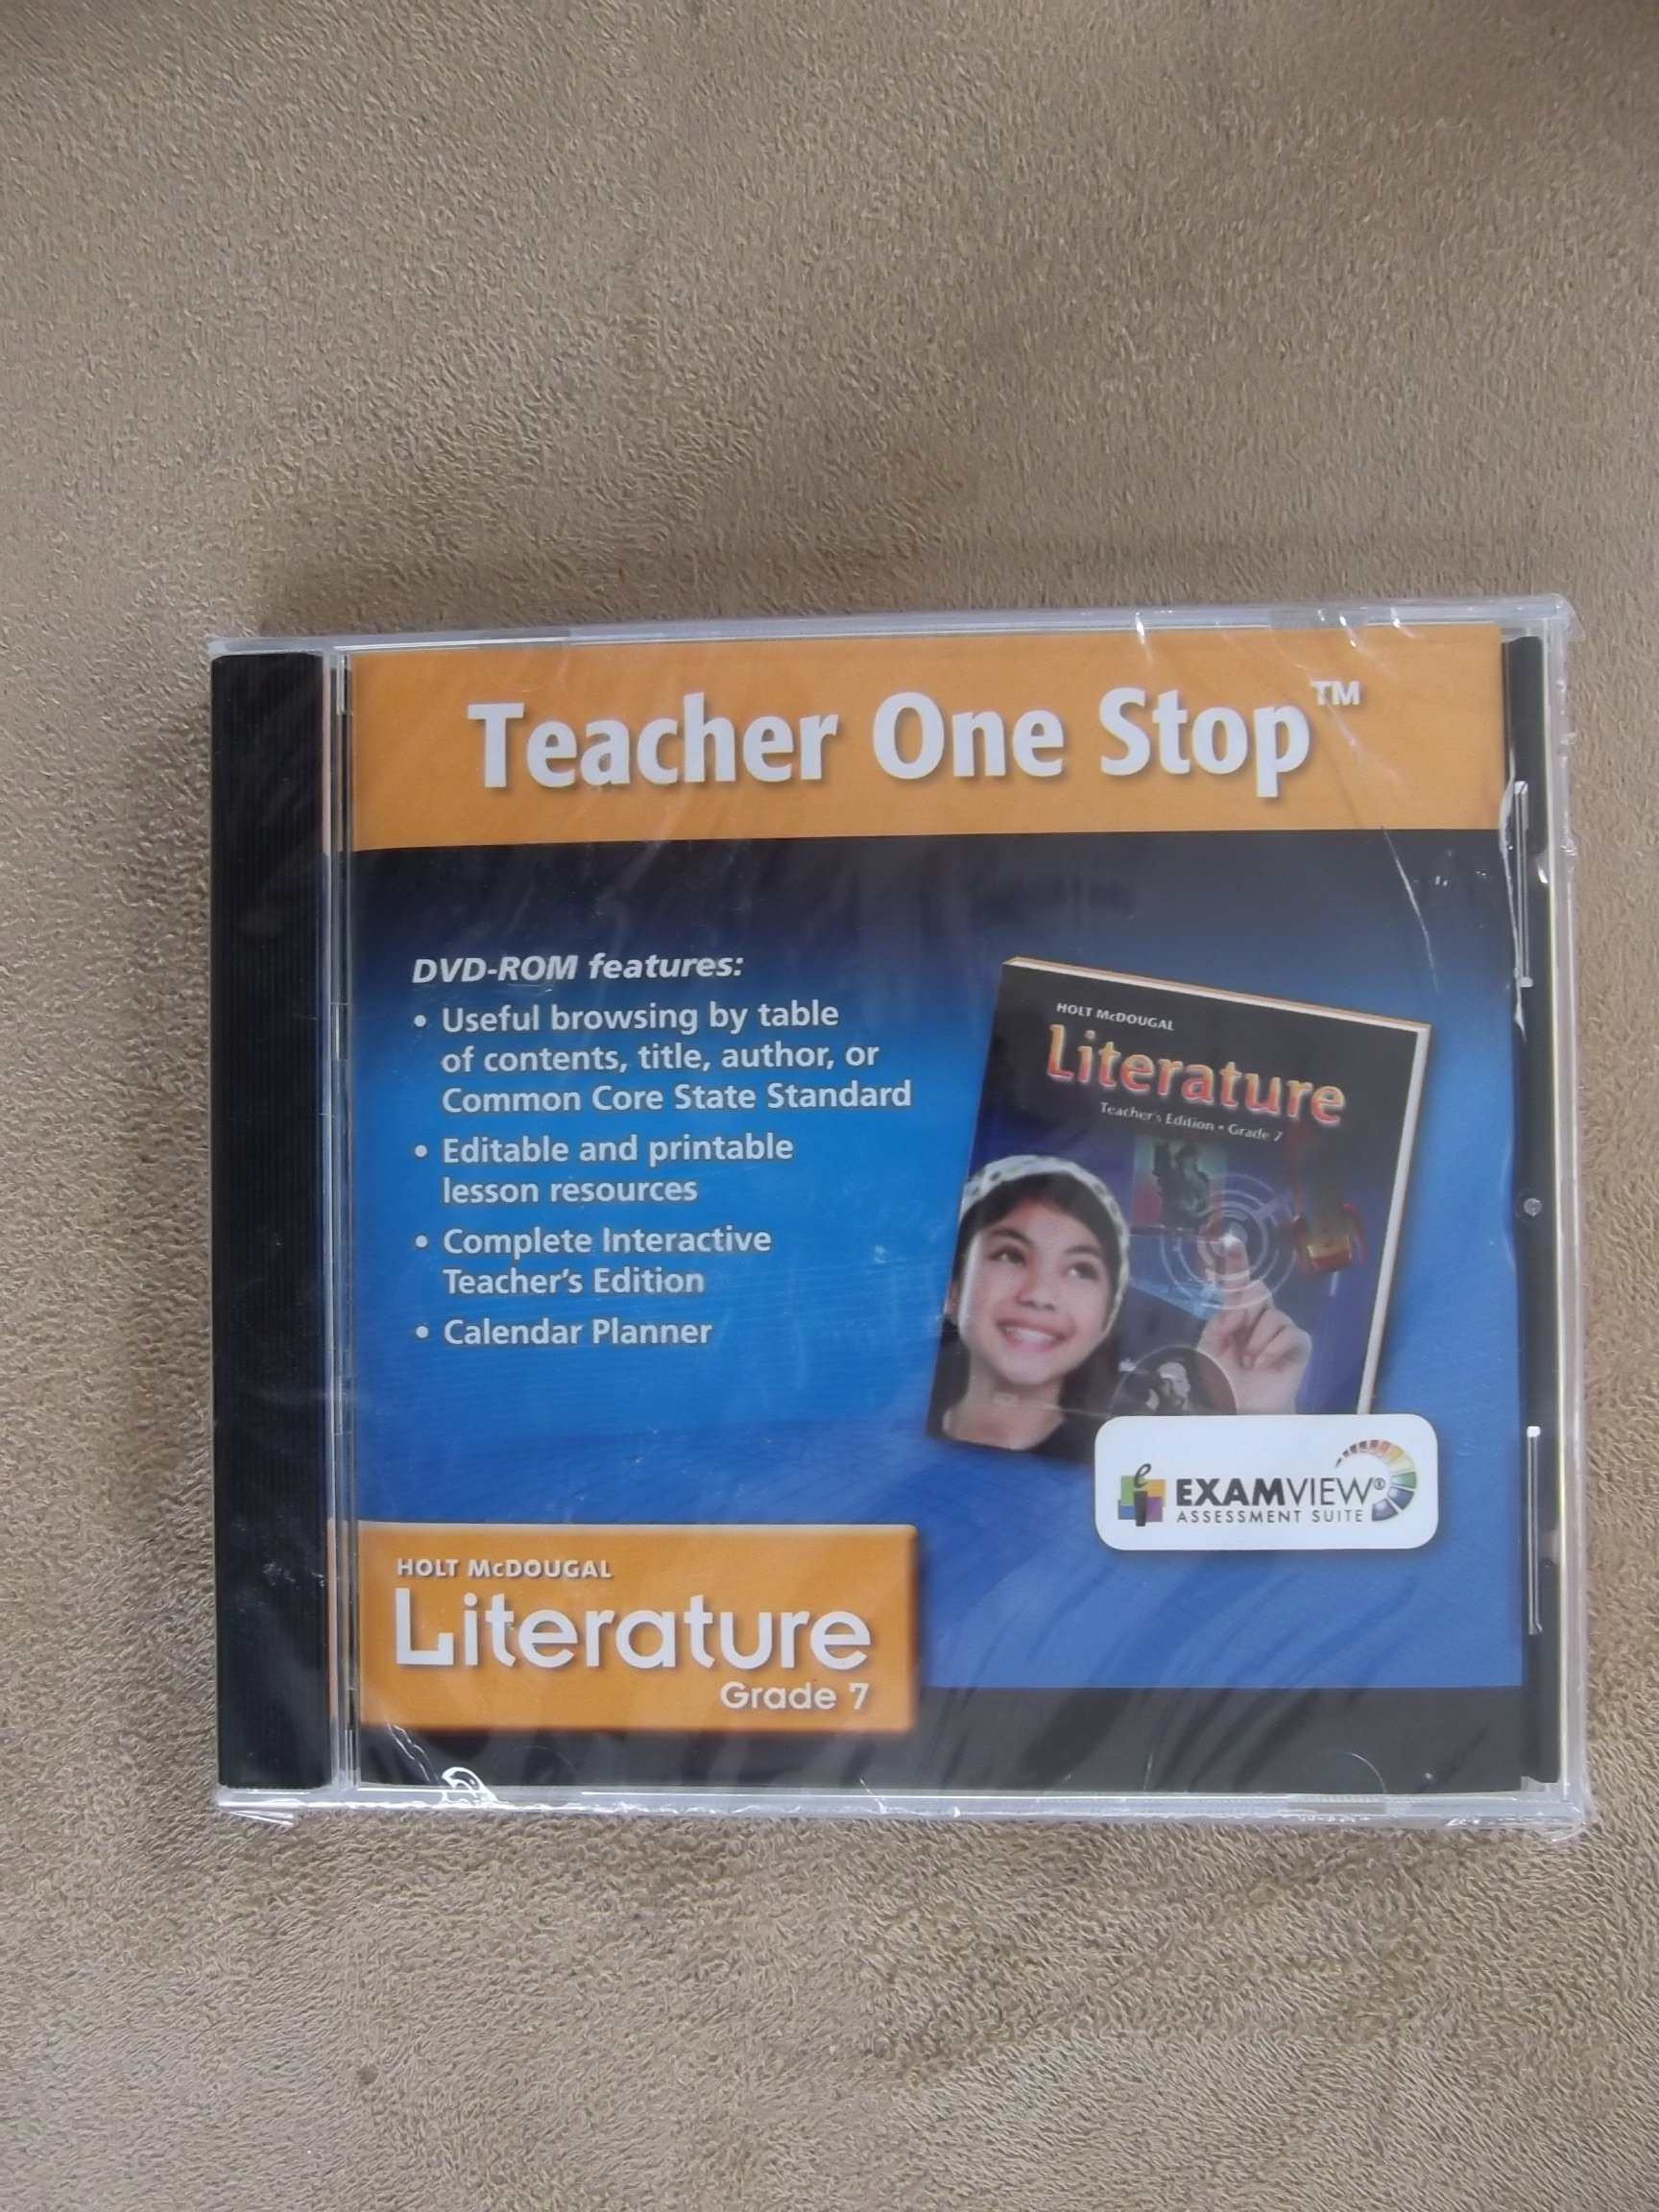 Teacher One Stop™
DVD-ROM features:
• Useful browsing by table
of contents, title, author, or
Common Core State Standard
• Editable and printable
lesson resources
• Complete Interactive
Teacher's Edition
• Calendar Planner
HOLT McDOUGAL
Literature
Teacher's Edition • Grade 7
e
i
EXAMVIEW®
ASSESSMENT SUITE
HOLT McDOUGAL
Literature
Grade 7